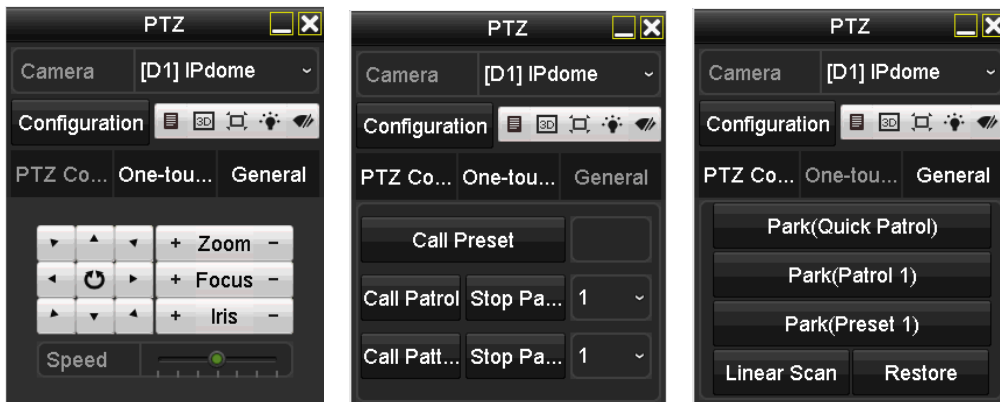 PTZ
Camera [D1] IPdome
Configuration 3D
PTZ Co... One-tou... General
+ Zoom -
+ Focus -
+ Iris -
Speed
PTZ
Camera [D1] IPdome
Configuration 3D
PTZ Co... One-tou... General
Call Preset
Call Patrol Stop Pa... 1
Call Patt... Stop Pa... 1
PTZ
Camera [D1] IPdome
Configuration 3D
PTZ Co... One-tou... General
Park(Quick Patrol)
Park(Patrol 1)
Park(Preset 1)
Linear Scan Restore